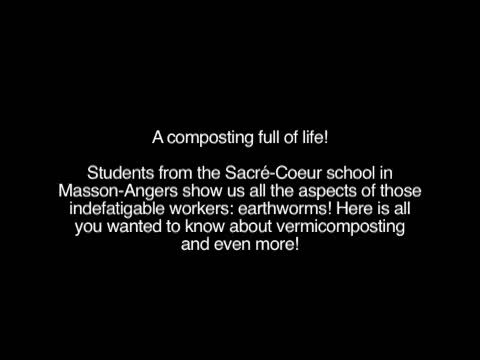 A composting full of life!
Students from the Sacré-Coeur school in
Masson-Angers show us all the aspects of those
indefatigable workers: earthworms! Here is all
you wanted to know about vermicomposting
and even more!